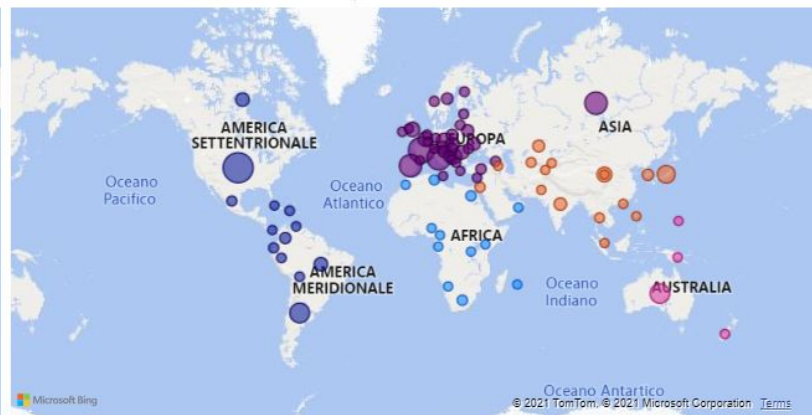 AMERICA
SETTENTRIONALE
EUROPA
ASIA
Oceano
Pacifico
Oceano
Atlantico
AFRICA
AMERICA
MERIDIONALE
Oceano
Indiano
AUSTRALIA
Oceano Antartico
Microsoft Bing
© 2021 TomTom, © 2021 Microsoft Corporation Terms